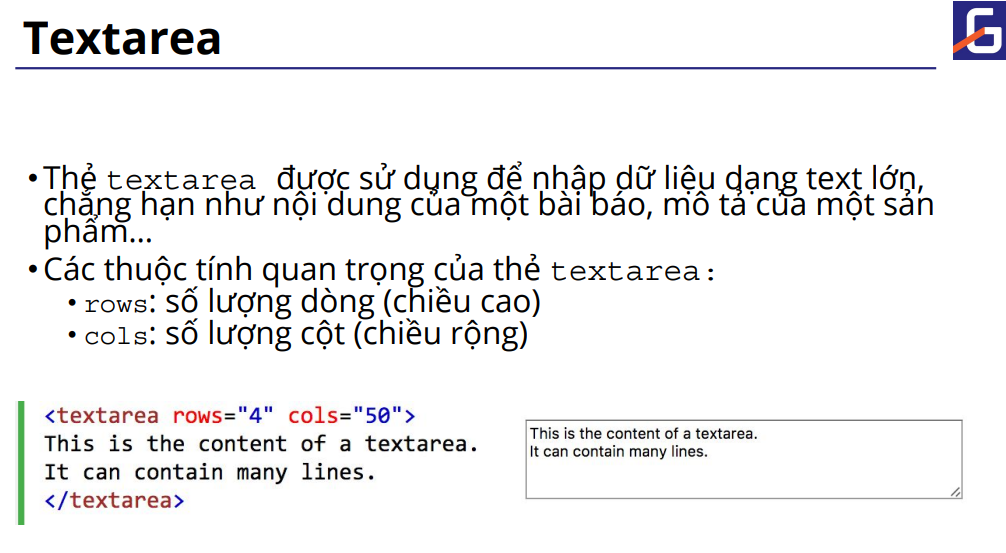 Textarea
G
•Thẻ textarea được sử dụng để nhập dữ liệu dạng text lớn,
chẳng hạn như nội dung của một bài báo, mô tả của một sản
phẩm...
•Các thuộc tính quan trọng của thẻ textarea:
• rows: số lượng dòng (chiều cao)
• cols: số lượng cột (chiều rộng)
<textarea rows="4" cols="50">
This is the content of a textarea.
It can contain many lines.
</textarea>
This is the content of a textarea.
It can contain many lines.